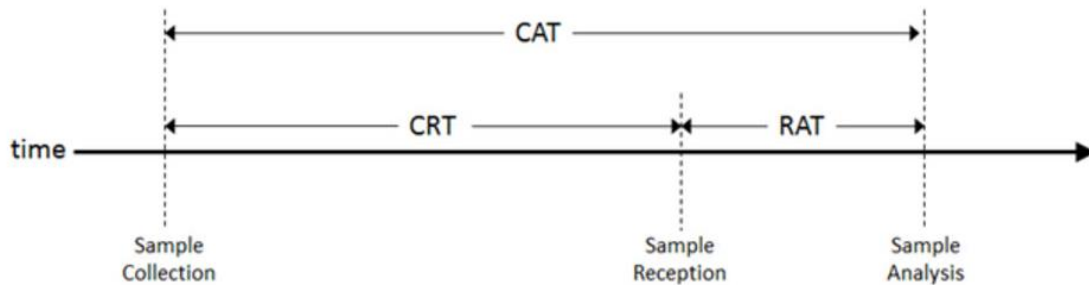 CAT
CRT
RAT
time
Sample
Collection
Sample
Reception
Sample
Analysis